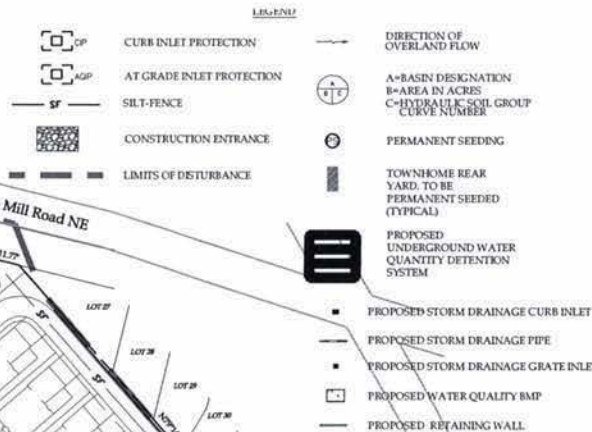 LEGEND
CIP
CURB INLET PROTECTION
AGIP
AT GRADE INLET PROTECTION
SF
SILT-FENCE
CONSTRUCTION ENTRANCE
LIMITS OF DISTURBANCE
DIRECTION OF
OVERLAND FLOW
A
B C
A=BASIN DESIGNATION
B=AREA IN ACRES
C=HYDRAULIC SOIL GROUP
CURVE NUMBER
PS
PERMANENT SEEDING
TOWNHOME REAR
YARD. TO BE
PERMANENT SEEDED
(TYPICAL)
PROPOSED
UNDERGROUND WATER
QUANTITY DETENTION
SYSTEM
PROPOSED STORM DRAINAGE CURB INLET
PROPOSED STORM DRAINAGE PIPE
PROPOSED STORM DRAINAGE GRATE INLE
PROPOSED WATER QUALITY BMP
PROPOSED RETAINING WALL
Mill Road NE
11.77'
LOT 27
LOT 28
LOT 29
LOT 30
SF
SF